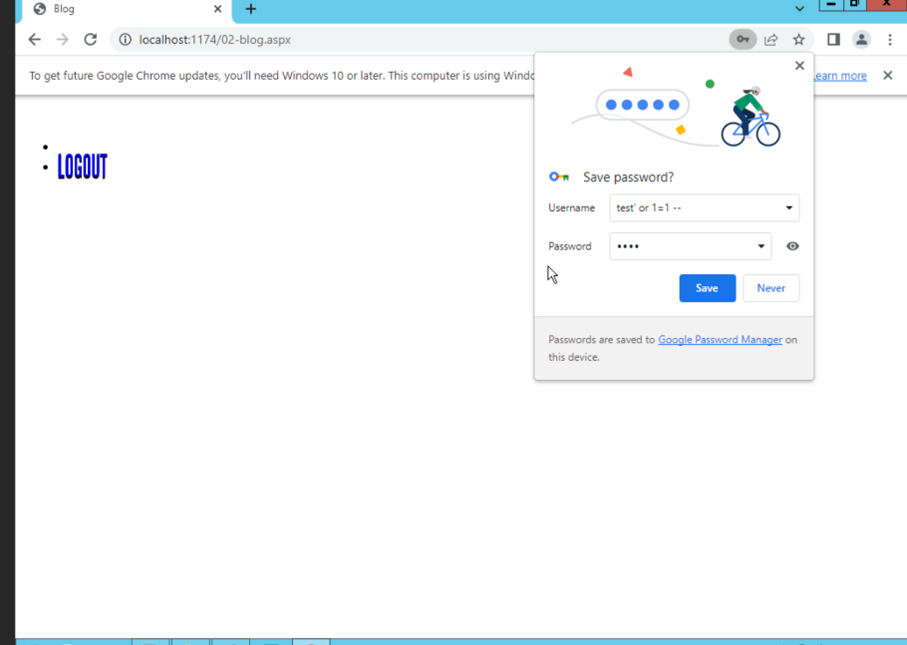 Blog
localhost:1174/02-blog.aspx
To get future Google Chrome updates, you'll need Windows 10 or later. This computer is using
Learn more
LOGOUT
Save password?
Username
test' or 1=1 --
Password
••••
Save
Never
Passwords are saved to Google Password Manager on
this device.